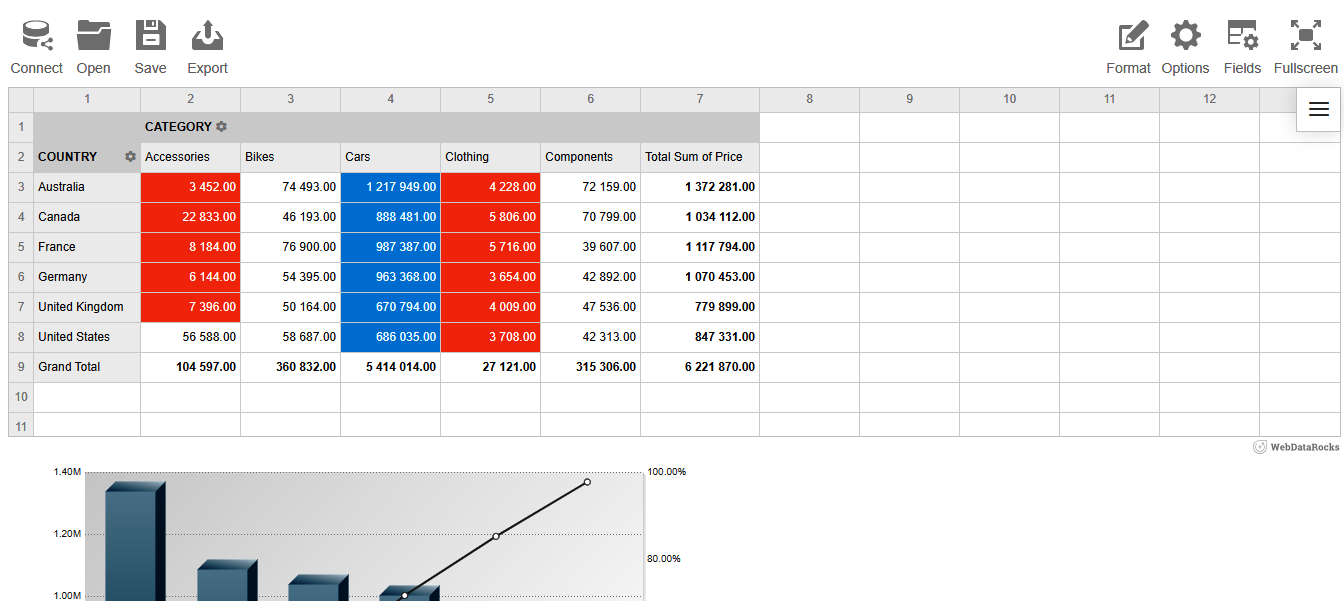 Connect Open Save Export Format Options Fields Fullscreen
1 2 3 4 5 6 7 8 9 10 11 12
1 CATEGORY
2 COUNTRY Accessories Bikes Cars Clothing Components Total Sum of Price
3 Australia 3 452.00 74 493.00 1 217 949.00 4 228.00 72 159.00 1 372 281.00
4 Canada 22 833.00 46 193.00 888 481.00 5 806.00 70 799.00 1 034 112.00
5 France 8 184.00 76 900.00 987 387.00 5 716.00 39 607.00 1 117 794.00
6 Germany 6 144.00 54 395.00 963 368.00 3 654.00 42 892.00 1 070 453.00
7 United Kingdom 7 396.00 50 164.00 670 794.00 4 009.00 47 536.00 779 899.00
8 United States 56 588.00 58 687.00 686 035.00 3 708.00 42 313.00 847 331.00
9 Grand Total 104 597.00 360 832.00 5 414 014.00 27 121.00 315 306.00 6 221 870.00
10
11
WebDataRocks
1.40M 100.00%
1.20M
80.00%
1.00M